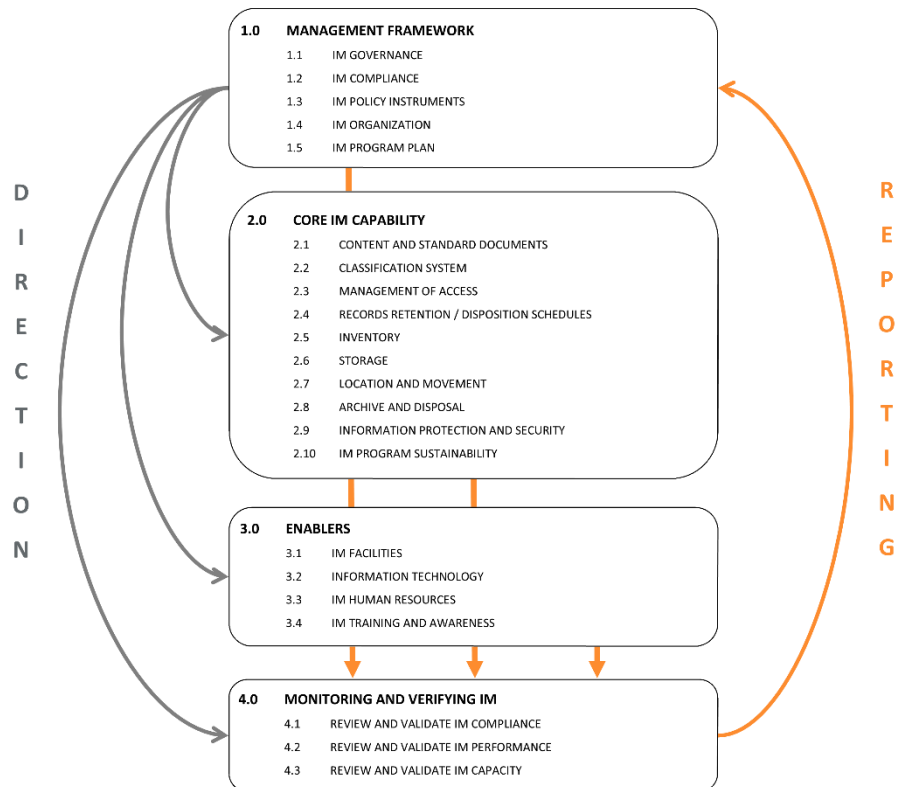 1.0 MANAGEMENT FRAMEWORK
1.1 IM GOVERNANCE
1.2 IM COMPLIANCE
1.3 IM POLICY INSTRUMENTS
1.4 IM ORGANIZATION
1.5 IM PROGRAM PLAN
DIRECTION
2.0 CORE IM CAPABILITY
2.1 CONTENT AND STANDARD DOCUMENTS
2.2 CLASSIFICATION SYSTEM
2.3 MANAGEMENT OF ACCESS
2.4 RECORDS RETENTION / DISPOSITION SCHEDULES
2.5 INVENTORY
2.6 STORAGE
2.7 LOCATION AND MOVEMENT
2.8 ARCHIVE AND DISPOSAL
2.9 INFORMATION PROTECTION AND SECURITY
2.10 IM PROGRAM SUSTAINABILITY
REPORTING
3.0 ENABLERS
3.1 IM FACILITIES
3.2 INFORMATION TECHNOLOGY
3.3 IM HUMAN RESOURCES
3.4 IM TRAINING AND AWARENESS
4.0 MONITORING AND VERIFYING IM
4.1 REVIEW AND VALIDATE IM COMPLIANCE
4.2 REVIEW AND VALIDATE IM PERFORMANCE
4.3 REVIEW AND VALIDATE IM CAPACITY